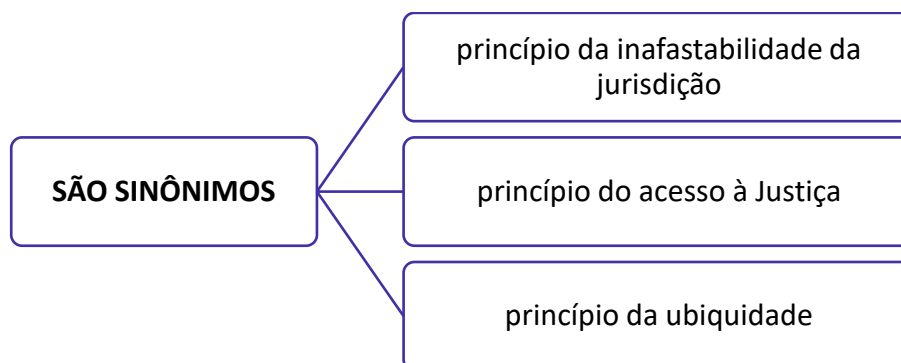 princípio da inafastabilidade da
jurisdição
SÃO SINÔNIMOS
princípio do acesso à Justiça
princípio da ubiquidade